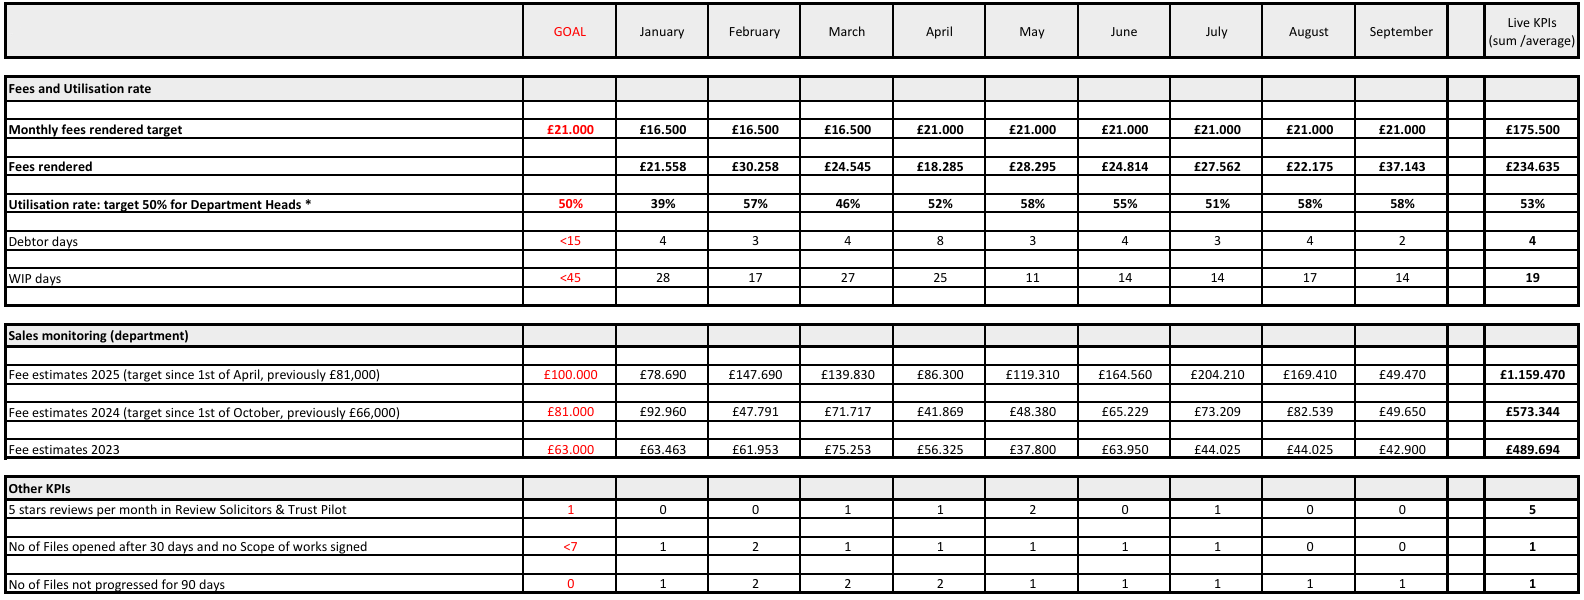 GOAL January February March April May June July August September Live KPIs (sum /average)
Fees and Utilisation rate
Monthly fees rendered target £21.000 £16.500 £16.500 £16.500 £21.000 £21.000 £21.000 £21.000 £21.000 £21.000 £175.500
Fees rendered £21.558 £30.258 £24.545 £18.285 £28.295 £24.814 £27.562 £22.175 £37.143 £234.635
Utilisation rate: target 50% for Department Heads * 50% 39% 57% 46% 52% 58% 55% 51% 58% 58% 53%
Debtor days <15 4 3 4 8 3 4 3 4 2 4
WIP days <45 28 17 27 25 11 14 14 17 14 19
Sales monitoring (department)
Fee estimates 2025 (target since 1st of April, previously £81,000) £100.000 £78.690 £147.690 £139.830 £86.300 £119.310 £164.560 £204.210 £169.410 £49.470 £1.159.470
Fee estimates 2024 (target since 1st of October, previously £66,000) £81.000 £92.960 £47.791 £71.717 £41.869 £48.380 £65.229 £73.209 £82.539 £49.650 £573.344
Fee estimates 2023 £63.000 £63.463 £61.953 £75.253 £56.325 £37.800 £63.950 £44.025 £44.025 £42.900 £489.694
Other KPIs
5 stars reviews per month in Review Solicitors & Trust Pilot 1 0 0 1 1 2 0 1 0 0 5
No of Files opened after 30 days and no Scope of works signed <7 1 2 1 1 1 1 1 0 0 1
No of Files not progressed for 90 days 0 1 2 2 2 1 1 1 1 1 1